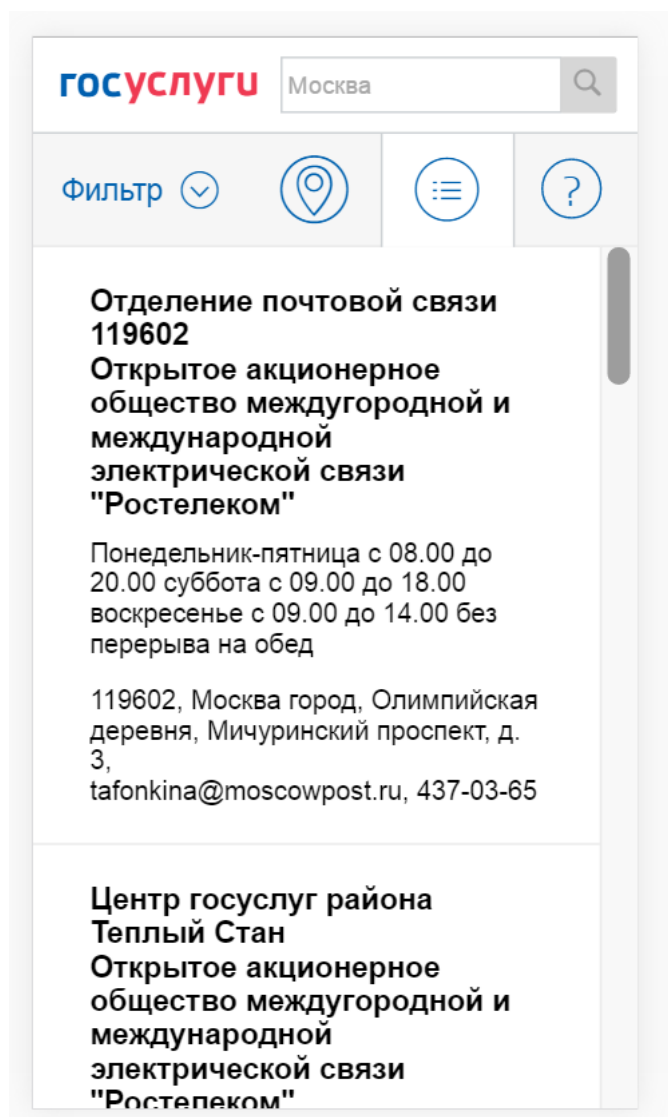 госуслуги
Москва
Фильтр
?
Отделение почтовой связи
119602
Открытое акционерное
общество междугородной и
международной
электрической связи
"Ростелеком"
Понедельник-пятница с 08.00 до
20.00 суббота с 09.00 до 18.00
воскресенье с 09.00 до 14.00 без
перерыва на обед
119602, Москва город, Олимпийская
деревня, Мичуринский проспект, д.
3,
tafonkina@moscowpost.ru, 437-03-65
Центр госуслуг района
Теплый Стан
Открытое акционерное
общество междугородной и
международной
электрической связи
"Ростелеком"